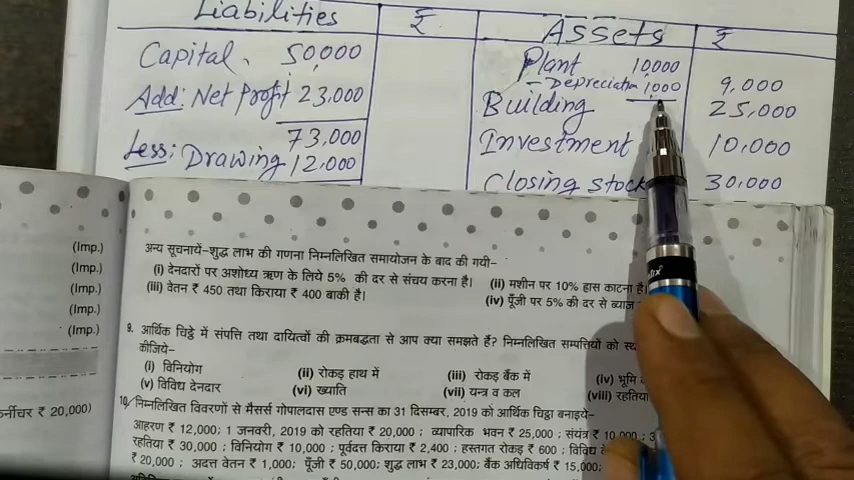 Liabilities ₹ Assets ₹
Capital 50,000 Plant 10,000
- Depreciation 1,000 9,000
Add: Net Profit 23,000 Building 25,000
73,000 Investment 10,000
Less: Drawing 12,000
Closing stock 30,000
(Imp.)
(Imp.)
(Imp.)
(Imp.)
र्नीचर ₹ 20,000)
अन्य सूचनायें-शुद्ध लाभ की गणना निम्नलिखित समायोजन के बाद की गयी-
(i) देनदारों पर अशोध्य ऋण के लिये 5% की दर से संचय करना है। (ii) मशीन पर 10% ह्रास काटना है
(iii) वेतन ₹ 450 तथा किराया ₹ 400 बाकी है। (iv) पूँजी पर 5% की दर से ब्याज
9. आर्थिक चिट्ठे में संपत्ति तथा दायित्वों की क्रमबद्धता से आप क्या समझते हैं? निम्नलिखित सम्पत्तियों को
कीजिये-
(i) विनियोग (ii) रोकड़ हाथ में (iii) रोकड़ बैंक में (iv) भूमि
(v) विविध देनदार (vi) ख्याति (vii) यन्त्र व कल (viii) रहतिया
10. निम्नलिखित विवरणों से मैसर्स गोपालदास एण्ड सन्स का 31 दिसम्बर, 2019 को आर्थिक चिट्ठा बनाइये-
आहरण ₹ 12,000; 1 जनवरी, 2019 को रहतिया ₹ 20,000 ; व्यापारिक भवन ₹ 25,000 ; संयंत्र ₹ 10,000 ; 3
रहतिया ₹ 30,000 ; विनियोग ₹ 10,000 ; पूर्वदत्त किराया ₹ 2,400 ; हस्तगत रोकड़ ₹ 600 ; विविध
₹ 20,000 ; अदत्त वेतन ₹ 1,000; पूँजी ₹ 50,000; शुद्ध लाभ ₹ 23,000; बैंक अधिविकर्ष ₹ 15,000;